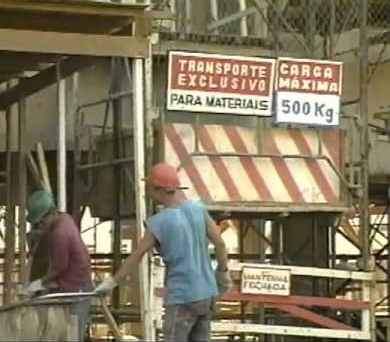 TRANSPORTE
EXCLUSIVO
PARA MATERIAIS
CARGA
MÁXIMA
500 Kg
MANTENHA
FECHADA